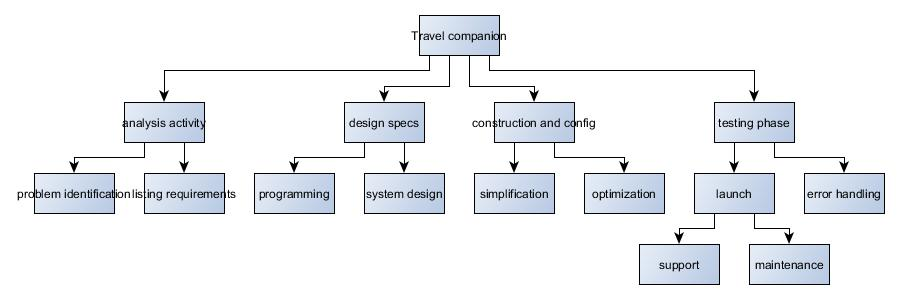 Travel companion
analysis activity
design specs
construction and config
testing phase
problem identification
listing requirements
programming
system design
simplification
optimization
launch
error handling
support
maintenance